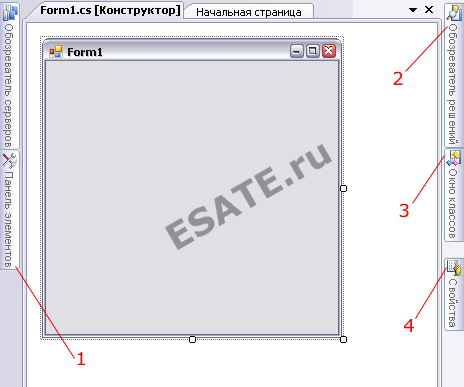 Form1.cs [Конструктор]
Начальная страница
Обозреватель серверов
Панель элементов
Form1
ESATE.ru
Обозреватель решений
Окно классов
Свойства
1
2
3
4